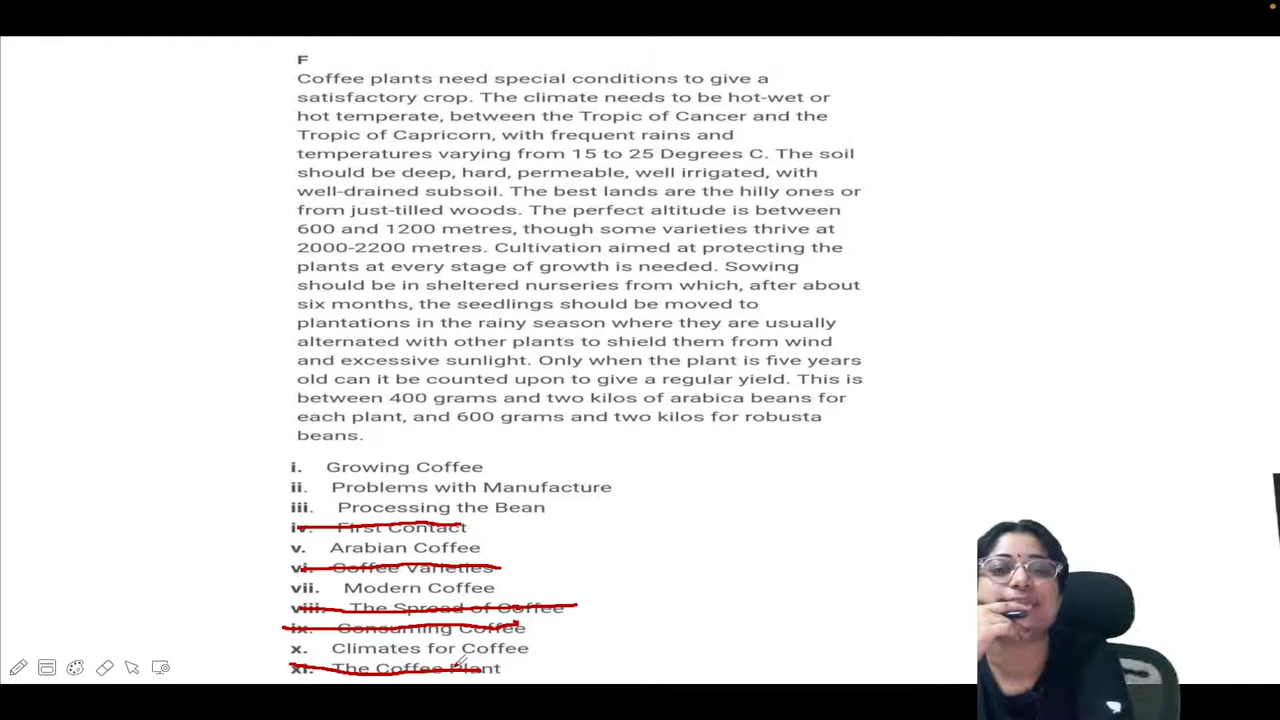 F
Coffee plants need special conditions to give a
satisfactory crop. The climate needs to be hot-wet or
hot temperate, between the Tropic of Cancer and the
Tropic of Capricorn, with frequent rains and
temperatures varying from 15 to 25 Degrees C. The soil
should be deep, hard, permeable, well irrigated, with
well-drained subsoil. The best lands are the hilly ones or
from just-tilled woods. The perfect altitude is between
600 and 1200 metres, though some varieties thrive at
2000-2200 metres. Cultivation aimed at protecting the
plants at every stage of growth is needed. Sowing
should be in sheltered nurseries from which, after about
six months, the seedlings should be moved to
plantations in the rainy season where they are usually
alternated with other plants to shield them from wind
and excessive sunlight. Only when the plant is five years
old can it be counted upon to give a regular yield. This is
between 400 grams and two kilos of arabica beans for
each plant, and 600 grams and two kilos for robusta
beans.
i. Growing Coffee
ii. Problems with Manufacture
iii. Processing the Bean
iv. First Contact
v. Arabian Coffee
vi. Coffee Varieties
vii. Modern Coffee
viii. The Spread of Coffee
ix. Consuming Coffee
x. Climates for Coffee
xi. The Coffee Plant